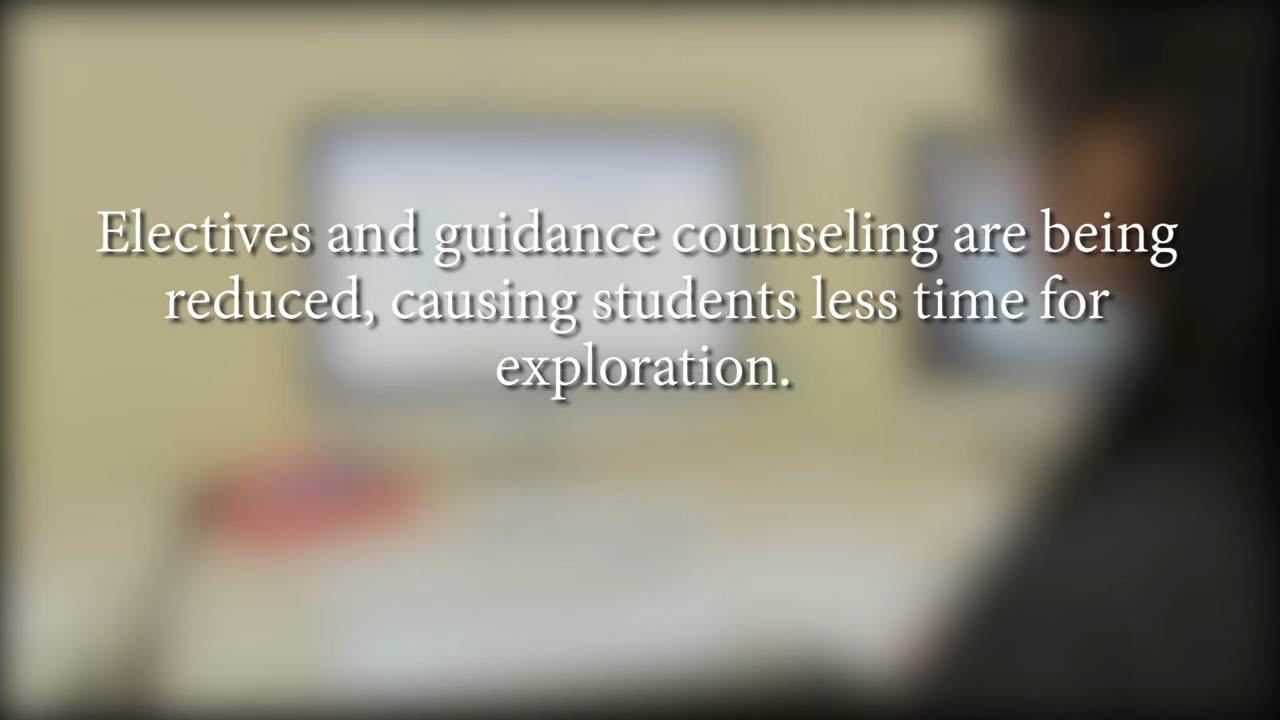 Electives and guidance counseling are being
reduced, causing students less time for
exploration.